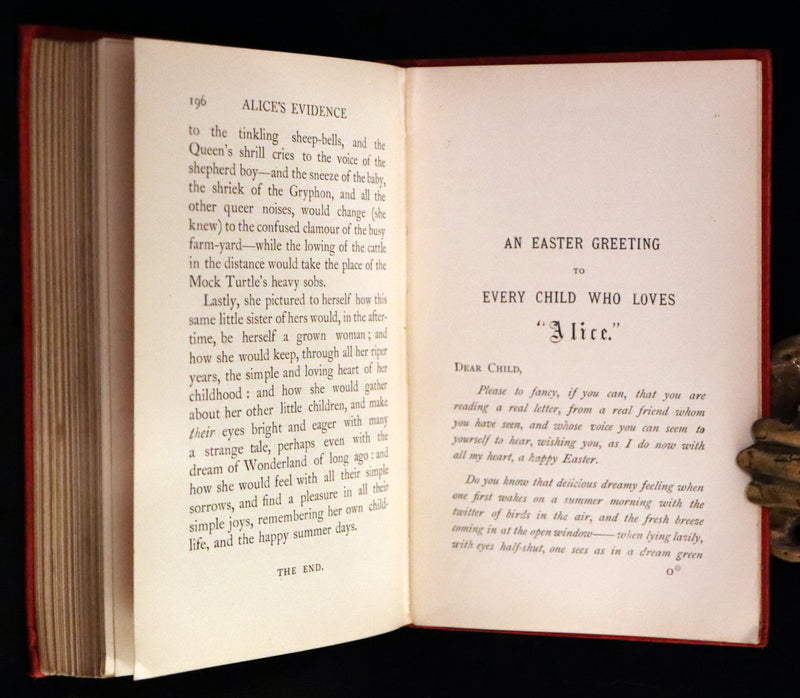 196 ALICE'S EVIDENCE
to the tinkling sheep-bells, and the
Queen's shrill cries to the voice of the
shepherd boy—and the sneeze of the baby,
the shriek of the Gryphon, and all the
other queer noises, would change (she
knew) to the confused clamour of the busy
farm-yard—while the lowing of the cattle
in the distance would take the place of the
Mock Turtle's heavy sobs.
Lastly, she pictured to herself how this
same little sister of hers would, in the after-
time, be herself a grown woman; and
how she would keep, through all her riper
years, the simple and loving heart of her
childhood: and how she would gather
about her other little children, and make
their eyes bright and eager with many
a strange tale, perhaps even with the
dream of Wonderland of long ago: and
how she would feel with all their simple
sorrows, and find a pleasure in all their
simple joys, remembering her own child-
life, and the happy summer days.
THE END.
AN EASTER GREETING
TO
EVERY CHILD WHO LOVES
"Alice."
DEAR CHILD,
Please to fancy, if you can, that you are
reading a real letter, from a real friend whom
you have seen, and whose voice you can seem to
yourself to hear, wishing you, as I do now with
all my heart, a happy Easter.
Do you know that delicious dreamy feeling when
one first wakes on a summer morning with the
twitter of birds in the air, and the fresh breeze
coming in at the open window—when lying lazily,
with eyes half-shut, one sees as in a dream green
O